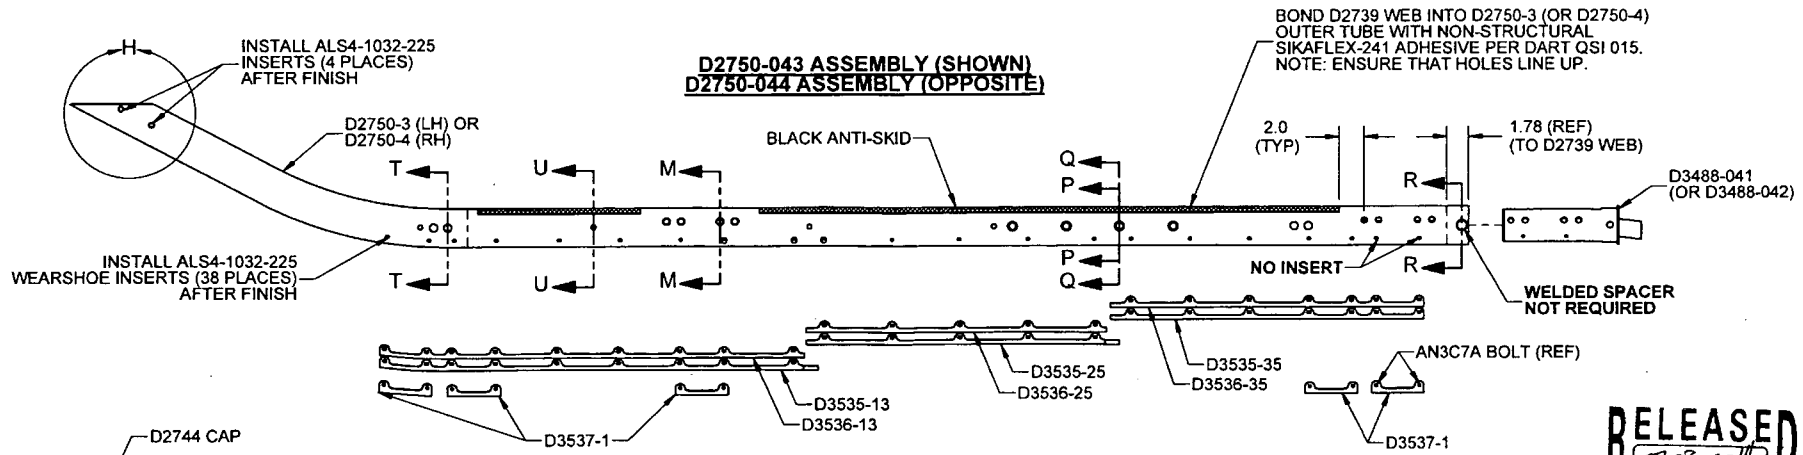 H
INSTALL ALS4-1032-225
INSERTS (4 PLACES)
AFTER FINISH
D2750-043 ASSEMBLY (SHOWN)
D2750-044 ASSEMBLY (OPPOSITE)
BOND D2739 WEB INTO D2750-3 (OR D2750-4)
OUTER TUBE WITH NON-STRUCTURAL
SIKAFLEX-241 ADHESIVE PER DART QSI 015.
NOTE: ENSURE THAT HOLES LINE UP.
D2750-3 (LH) OR
D2750-4 (RH)
BLACK ANTI-SKID
2.0
(TYP)
1.78 (REF)
(TO D2739 WEB)
D3488-041
(OR D3488-042)
T
U
M
Q
P
R
INSTALL ALS4-1032-225
WEARSHOE INSERTS (38 PLACES)
AFTER FINISH
T
U
M
P
Q
R
NO INSERT
WELDED SPACER
NOT REQUIRED
D3535-35
D3536-35
AN3C7A BOLT (REF)
D3535-25
D3536-25
D3535-13
D3536-13
D3537-1
D3537-1
D2744 CAP
RELEASED